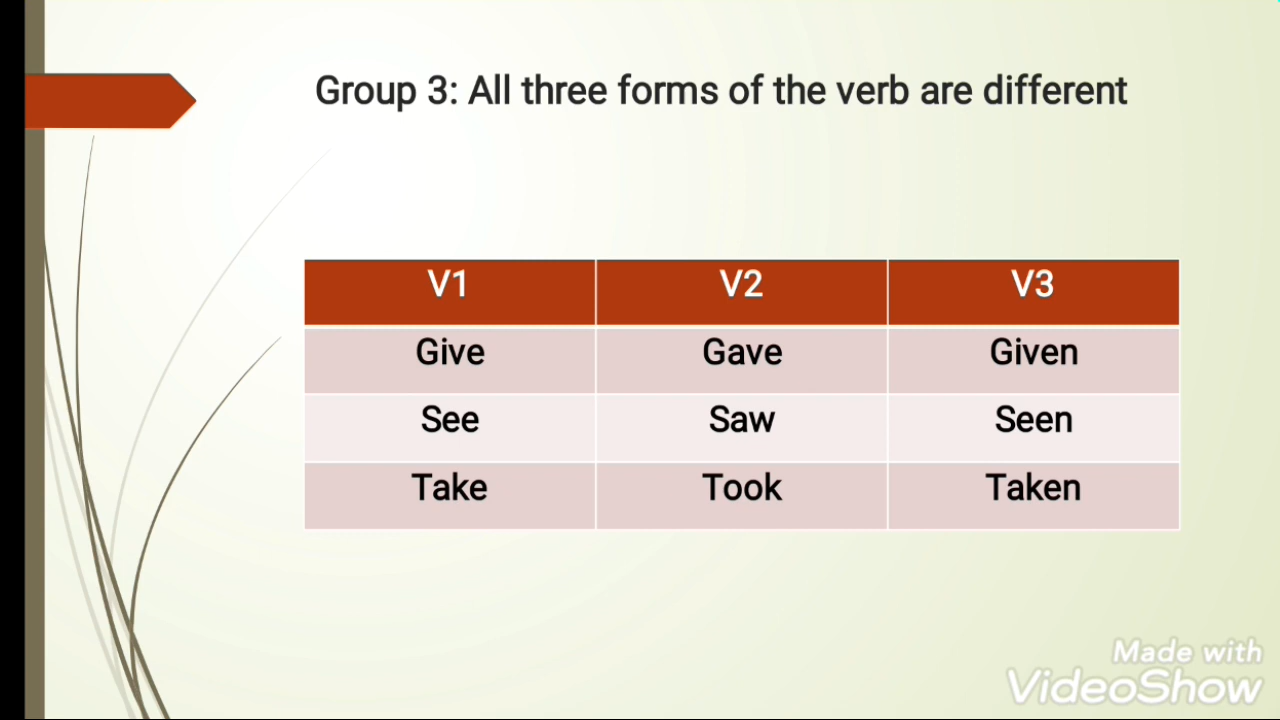 Group 3: All three forms of the verb are different
V1 V2 V3
Give Gave Given
See Saw Seen
Take Took Taken
Made with
VideoShow